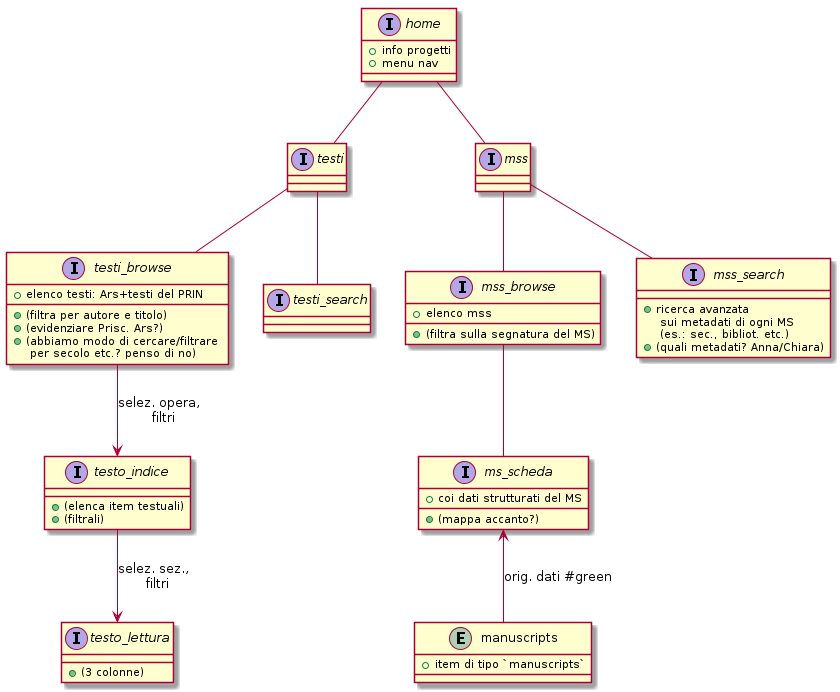 I home
info progetti
menu nav
I testi
I mss
I testi_browse
elenco testi: Ars+testi del PRIN
(filtra per autore e titolo)
(evidenziare Prisc. Ars?)
(abbiamo modo di cercare/filtrare
per secolo etc.? penso di no)
I testi_search
I mss_browse
elenco mss
(filtra sulla segnatura del MS)
I mss_search
ricerca avanzata
sui metadati di ogni MS
(es.: sec., bibliot. etc.)
(quali metadati? Anna/Chiara)
selez. opera,
filtri
I testo_indice
(elenca item testuali)
(filtrali)
I ms_scheda
coi dati strutturati del MS
(mappa accanto?)
selez. sez.,
filtri
orig. dati #green
I testo_lettura
(3 colonne)
E manuscripts
item di tipo `manuscripts`